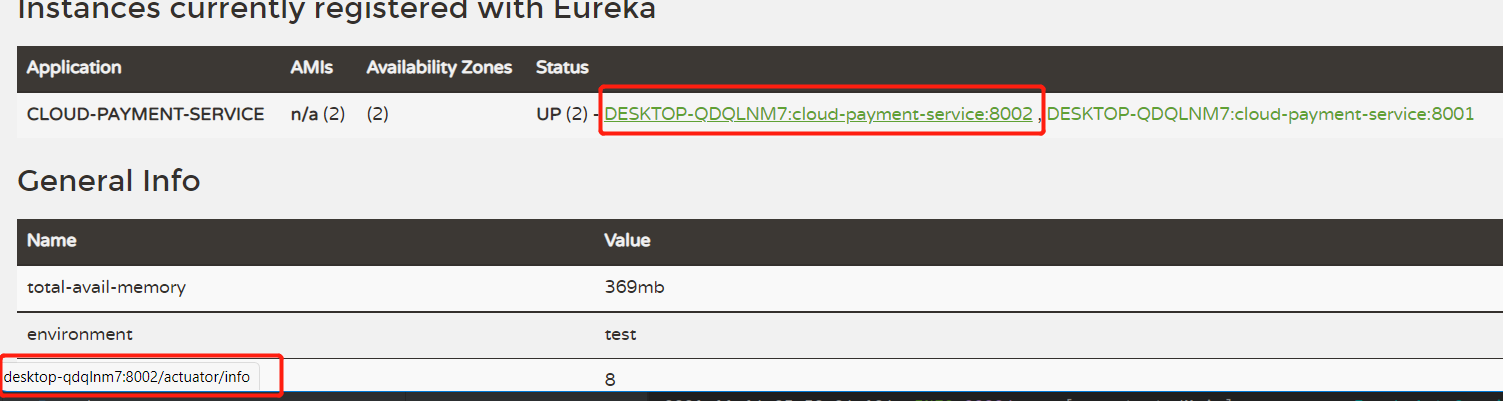 Instances currently registered with Eureka
Application AMIs Availability Zones Status
CLOUD-PAYMENT-SERVICE n/a (2) (2) UP (2) - DESKTOP-QDQLNM7:cloud-payment-service:8002 , DESKTOP-QDQLNM7:cloud-payment-service:8001
General Info
Name Value
total-avail-memory 369mb
environment test
desktop-qdqlnm7:8002/actuator/info 8